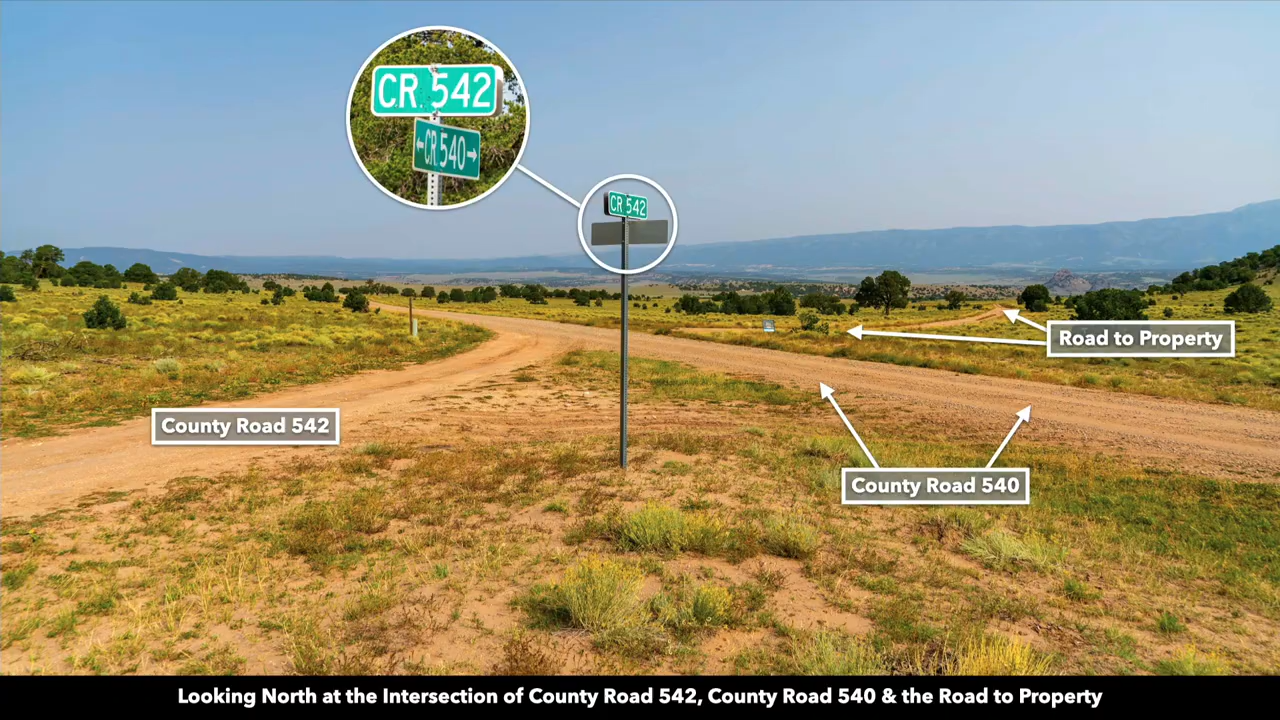 CR 542
←CR 540→
CR 542
Road to Property
County Road 542
County Road 540
Looking North at the Intersection of County Road 542, County Road 540 & the Road to Property